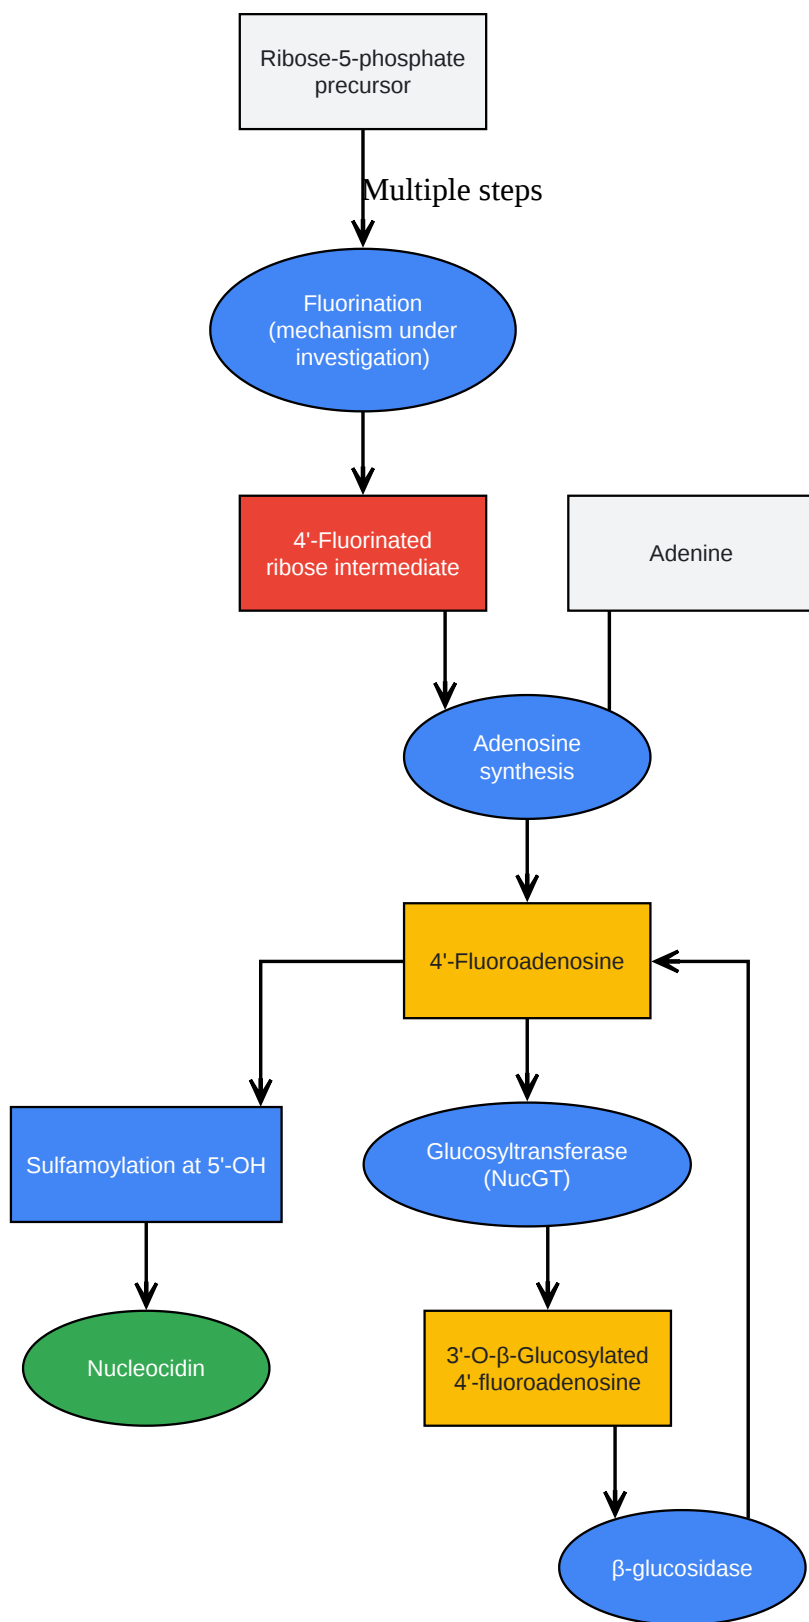 Ribose-5-phosphate
precursor
Multiple steps
Fluorination
(mechanism under
investigation)
4'-Fluorinated
ribose intermediate
Adenine
Adenosine
synthesis
4'-Fluoroadenosine
Sulfamoylation at 5'-OH
Glucosyltransferase
(NucGT)
Nucleocidin
3'-O-β-Glucosylated
4'-fluoroadenosine
β-glucosidase